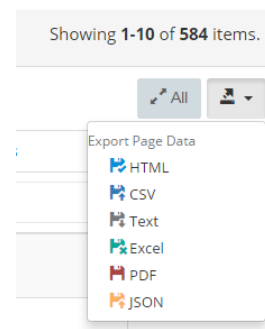 Showing 1-10 of 584 items.
All
Export Page Data
HTML
CSV
Text
Excel
PDF
JSON